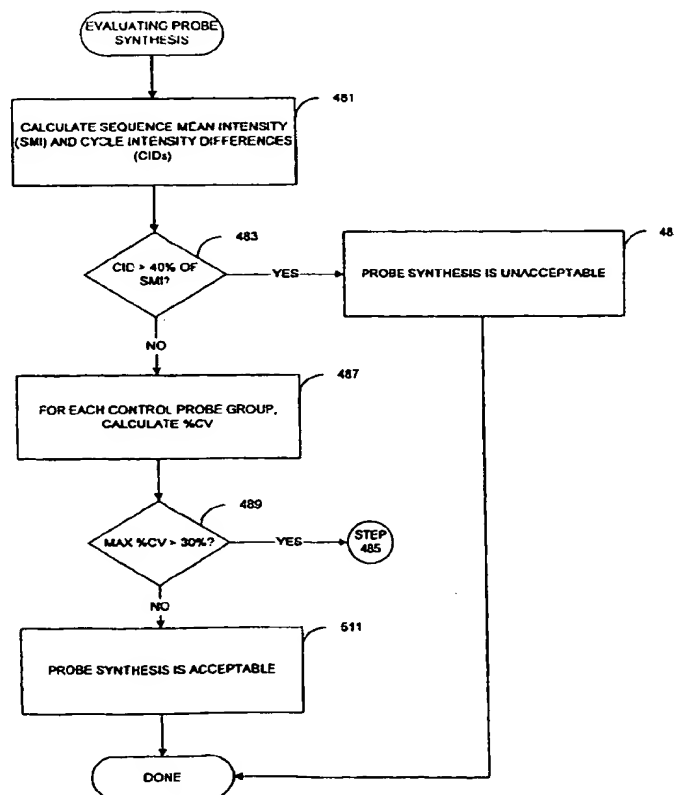 EVALUATING PROBE
SYNTHESIS
481
CALCULATE SEQUENCE MEAN INTENSITY
(SMI) AND CYCLE INTENSITY DIFFERENCES
(CIDs)
483
CID > 40% OF
SMI?
YES
48
PROBE SYNTHESIS IS UNACCEPTABLE
NO
487
FOR EACH CONTROL PROBE GROUP,
CALCULATE %CV
489
MAX %CV > 30%?
YES
STEP
485
NO
511
PROBE SYNTHESIS IS ACCEPTABLE
DONE